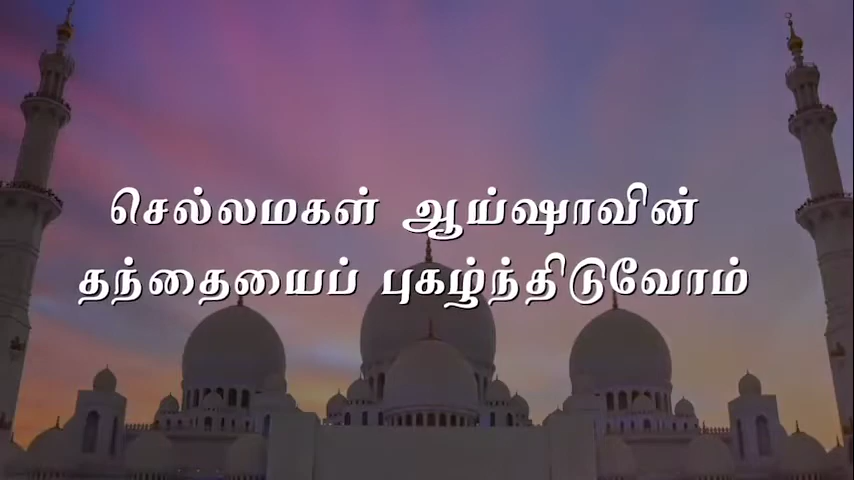 செல்லமகள் ஆய்ஷாவின்
தந்தையைப் புகழ்ந்திடுவோம்